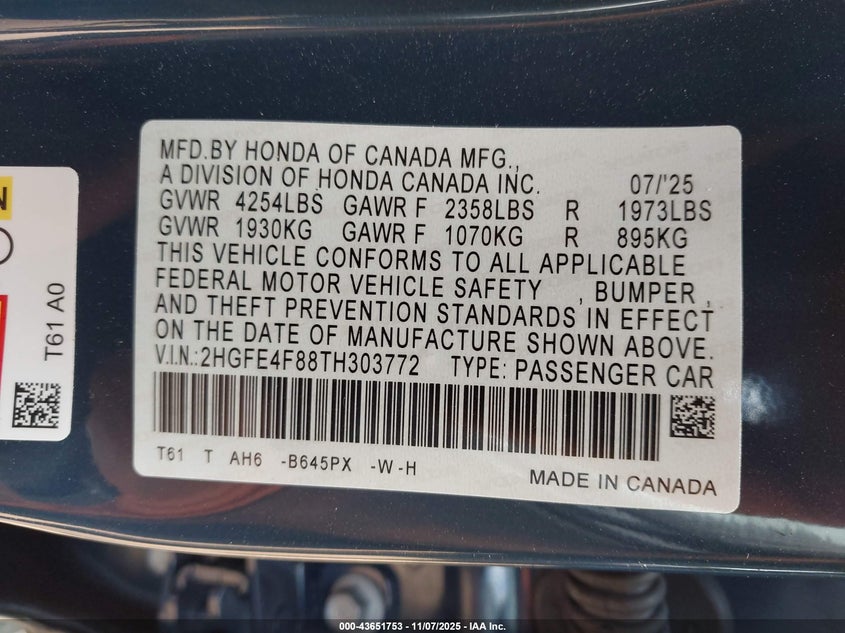 MFD.BY HONDA OF CANADA MFG.,
A DIVISION OF HONDA CANADA INC. 07/'25
GVWR 4254LBS GAWR F 2358LBS R 1973LBS
GVWR 1930KG GAWR F 1070KG R 895KG
THIS VEHICLE CONFORMS TO ALL APPLICABLE
FEDERAL MOTOR VEHICLE SAFETY , BUMPER ,
AND THEFT PREVENTION STANDARDS IN EFFECT
ON THE DATE OF MANUFACTURE SHOWN ABOVE.
V.I.N.:2HGFE4F88TH303772 TYPE: PASSENGER CAR
T61 T AH6 -B645PX -W-H
MADE IN CANADA
N
T61 A0
000-43651753 - 11/07/2025 - IAA Inc.